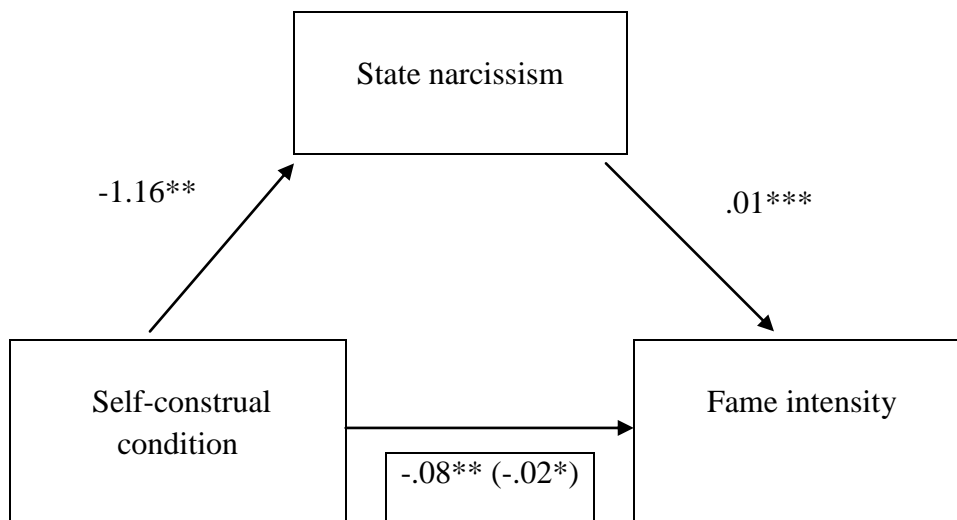 State narcissism
-1.16**
.01***
Self-construal
condition
Fame intensity
-.08** (-.02*)